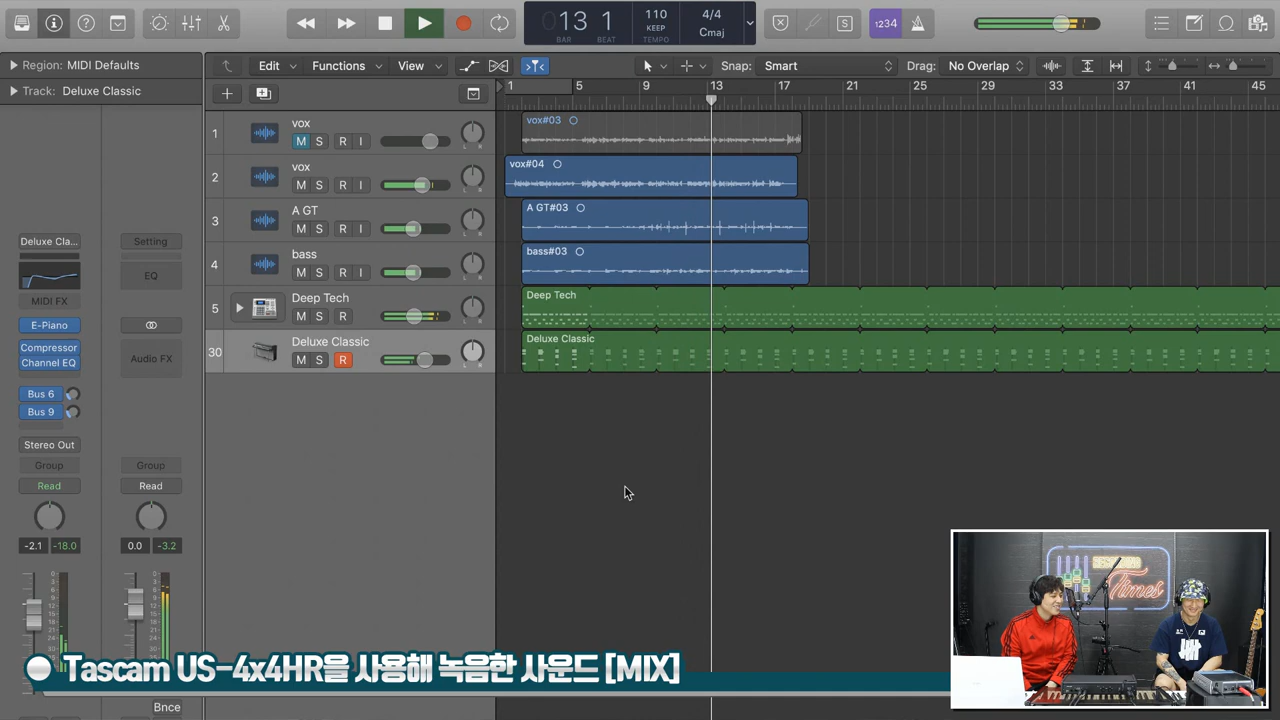 13 1
BAR BEAT
110
KEEP
TEMPO
4/4
Cmaj
S
1234
Region: MIDI Defaults
Track: Deluxe Classic
Edit Functions View
Snap: Smart
Drag: No Overlap
1 5 9 13 17 21 25 29 33 37 41 45
1 vox
M S R I
vox#03
2 vox
M S R I
vox#04
3 A GT
M S R I
A GT#03
4 bass
M S R I
bass#03
5 Deep Tech
M S R
Deep Tech
30 Deluxe Classic
M S R
Deluxe Classic
Deluxe Cla... Setting
EQ
MIDI FX
E-Piano
Compressor
Channel EQ
Audio FX
Bus 6
Bus 9
Stereo Out
Group Group
Read Read
-2.1 -18.0 0.0 -3.2
SESSION
Times
Tascam US-4x4HR을 사용해 녹음한 사운드 [MIX]
Bnce